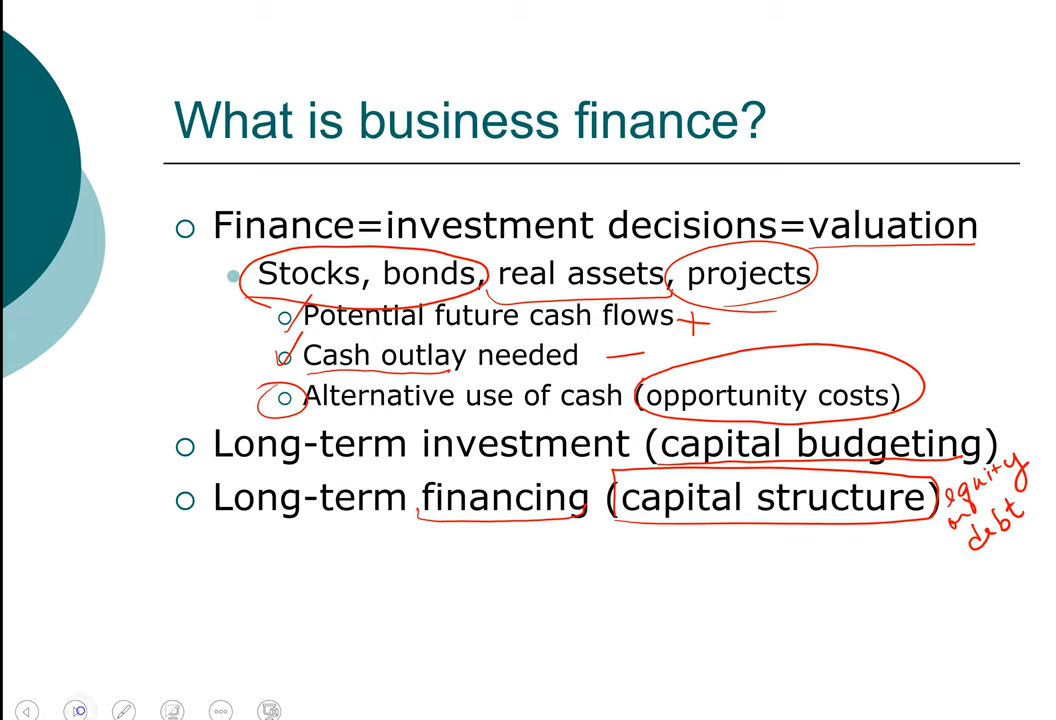 What is business finance?
Finance=investment decisions=valuation
Stocks, bonds, real assets, projects
Potential future cash flows +
Cash outlay needed —
Alternative use of cash (opportunity costs)
Long-term investment (capital budgeting)
Long-term financing (capital structure)
equity
or
debt